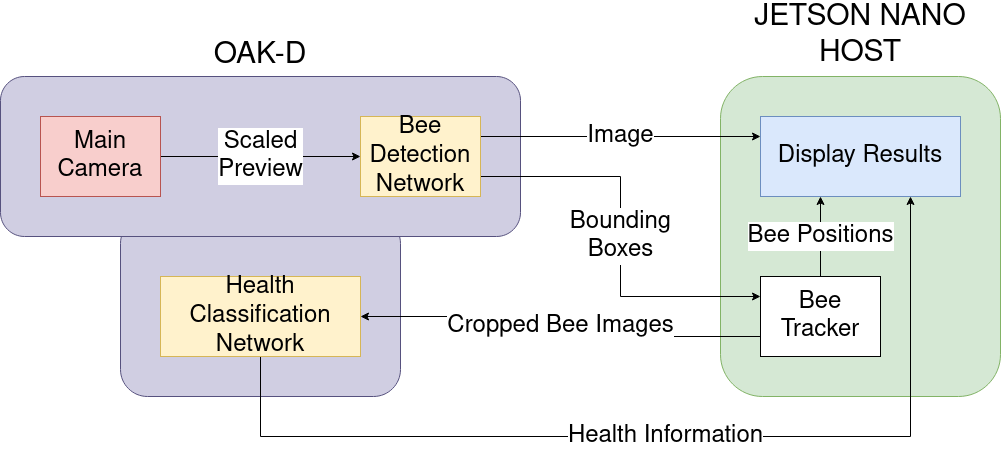 JETSON NANO
HOST
OAK-D
Main
Camera
Scaled
Preview
Bee
Detection
Network
Image
Display Results
Bounding
Boxes
Bee Positions
Health
Classification
Network
Cropped Bee Images
Bee
Tracker
Health Information